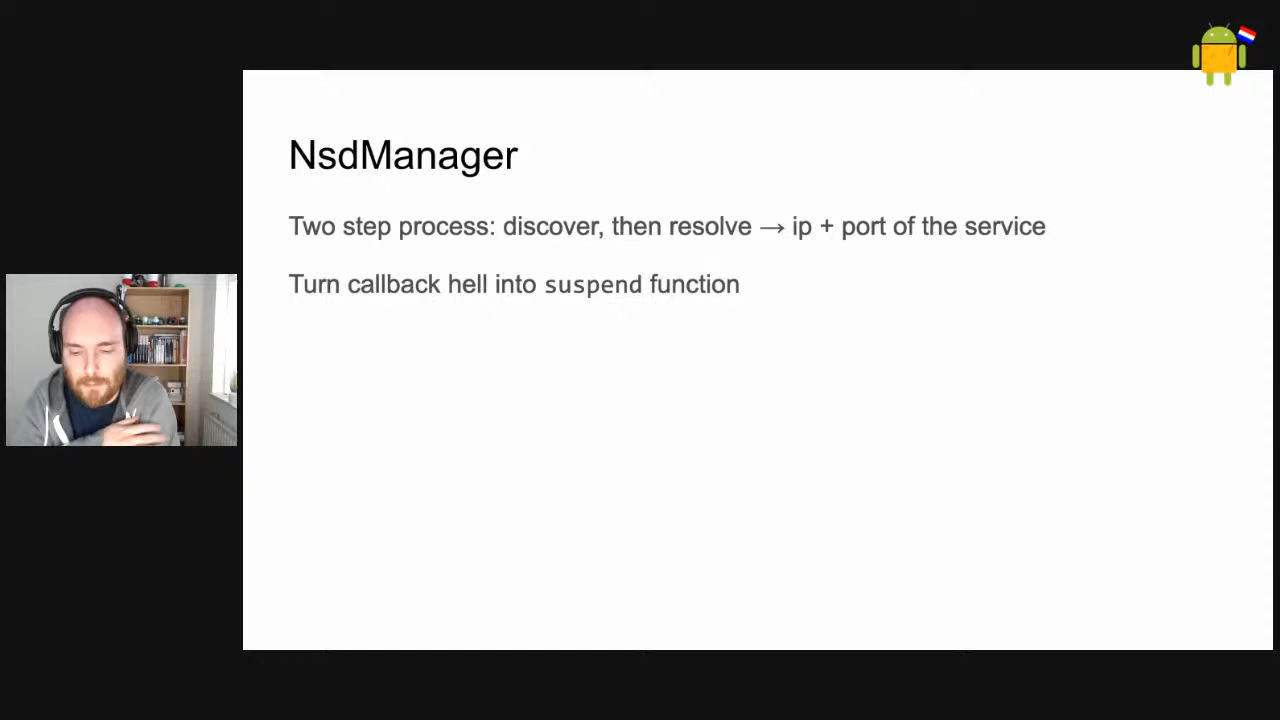 NsdManager
Two step process: discover, then resolve → ip + port of the service
Turn callback hell into suspend function